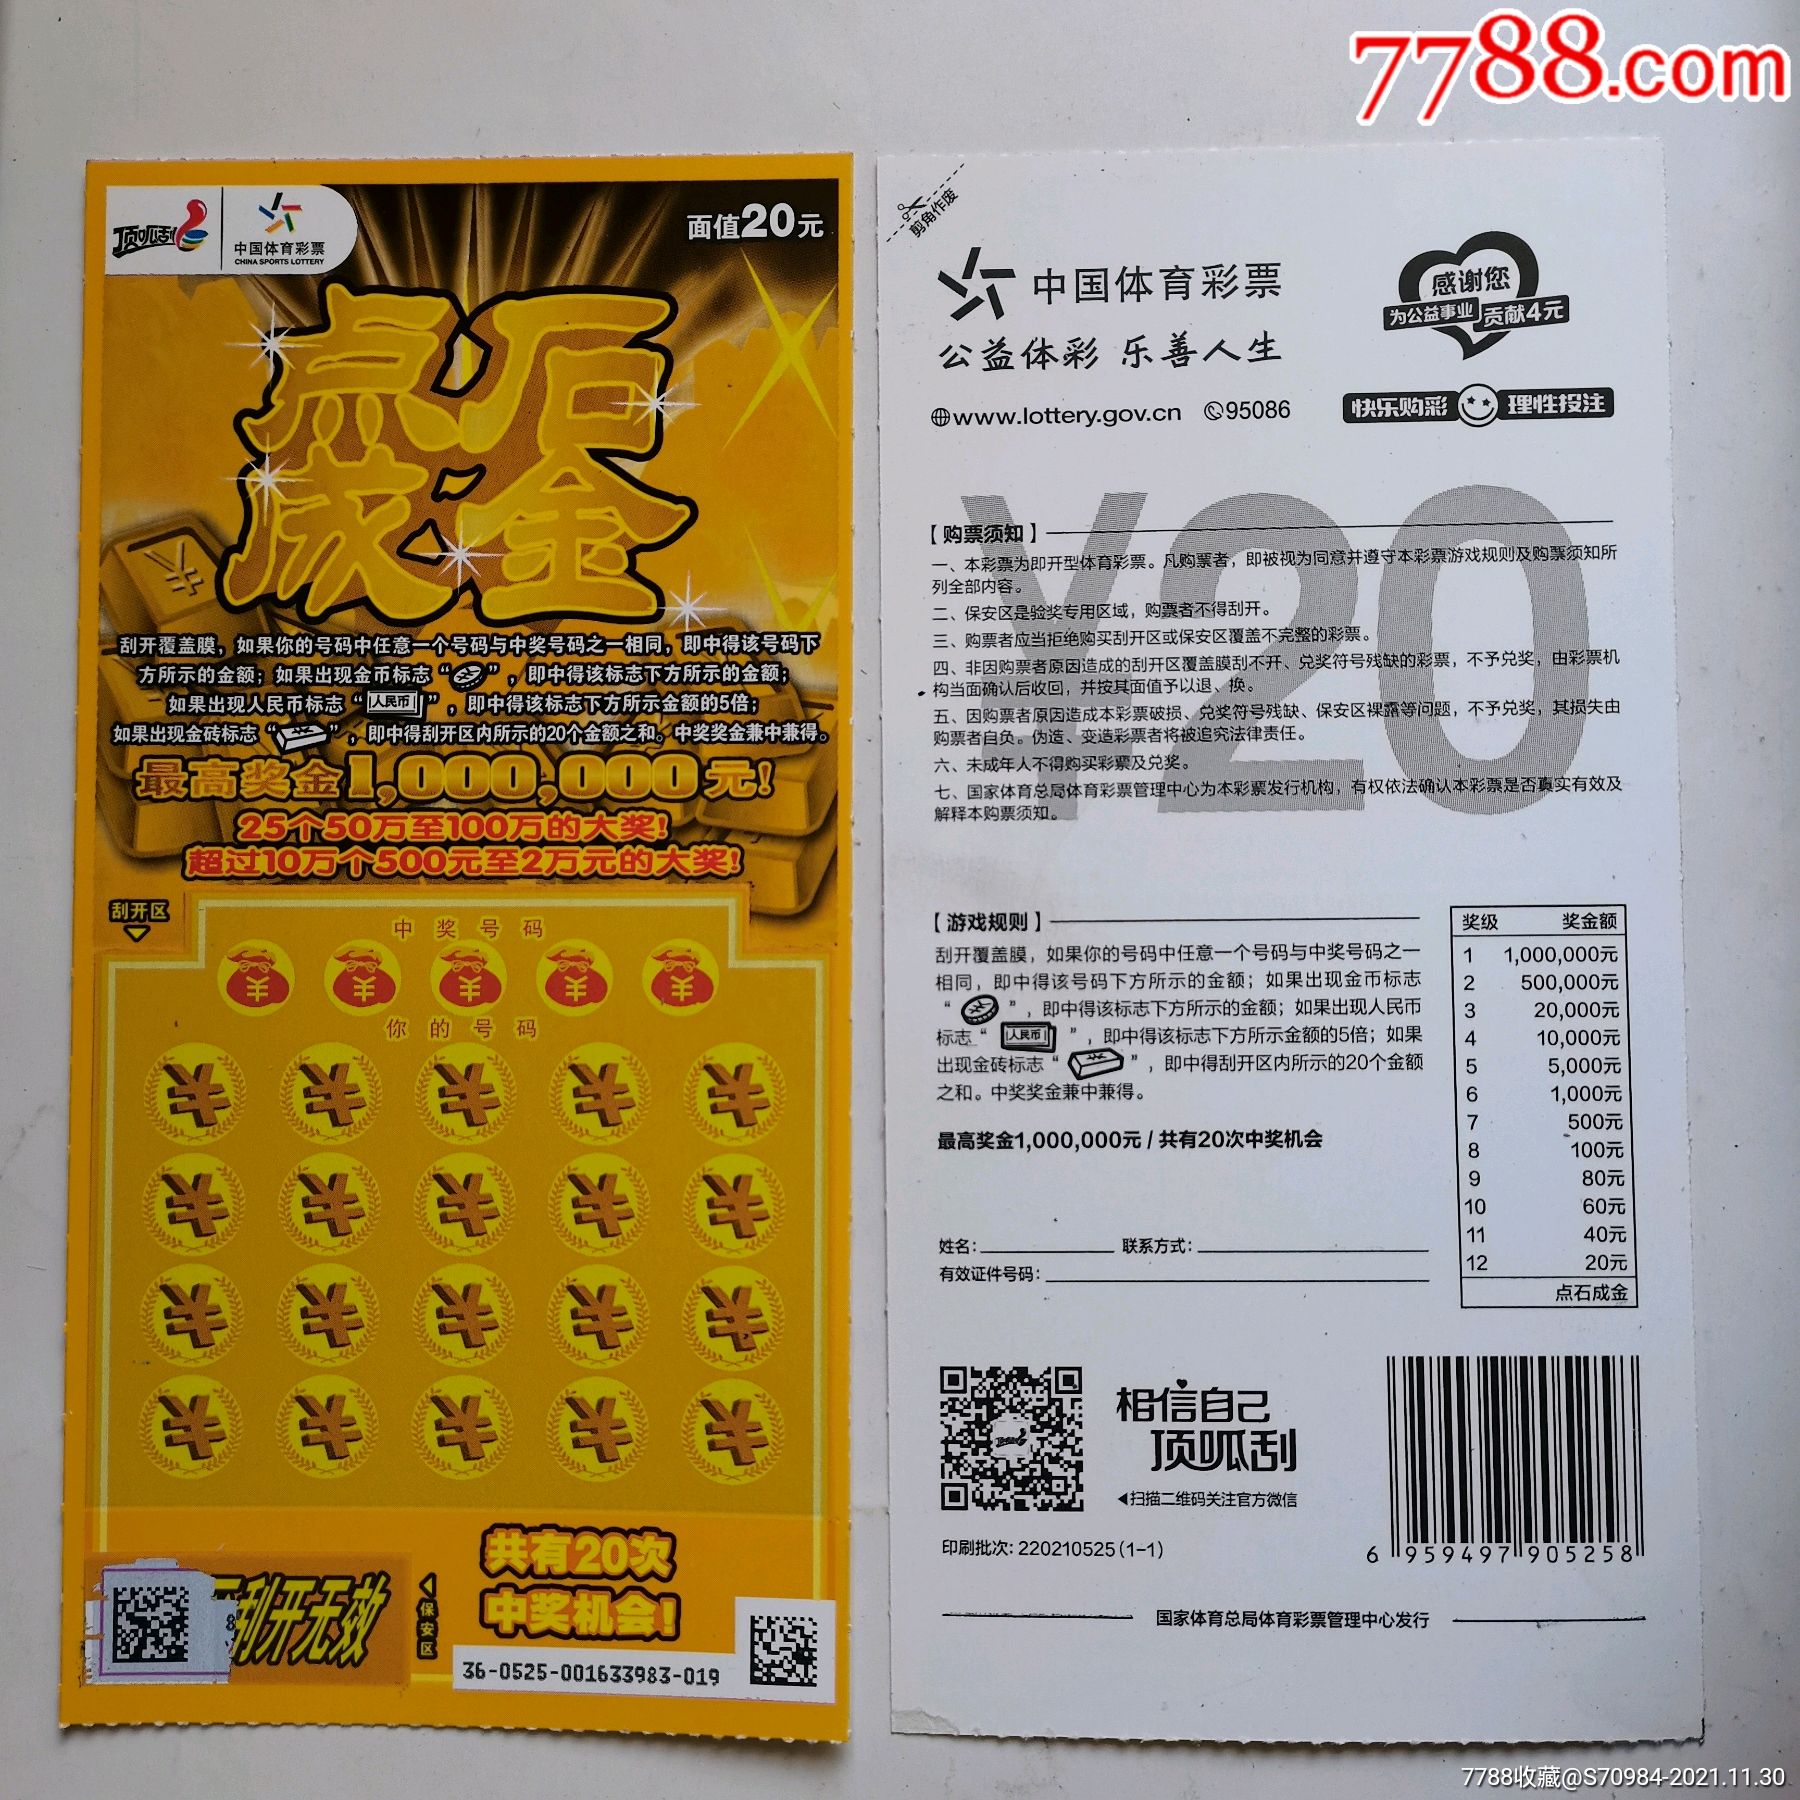 7788.com
顶呱刮
中国体育彩票
CHINA SPORTS LOTTERY
面值20元
点石
成金
刮开覆盖膜，如果你的号码中任意一个号码与中奖号码之一相同，即中得该号码下
方所示的金额；如果出现金币标志“ ”，即中得该标志下方所示的金额；
如果出现人民币标志“人民币”，即中得该标志下方所示金额的5倍；
如果出现金砖标志“ ”，即中得刮开区内所示的20个金额之和。中奖奖金兼中兼得。
最高奖金1,000,000元!
25个50万至100万的大奖!
超过10万个500元至2万元的大奖!
刮开区
中奖号码
你的号码
刮开无效
保安区
共有20次
中奖机会!
36-0525-001633983-019
剪角作废
中国体育彩票
公益体彩 乐善人生
www.lottery.gov.cn 95086
感谢您
为公益事业 贡献4元
快乐购彩 理性投注
¥20
【购票须知】
一、本彩票为即开型体育彩票。凡购票者，即被视为同意并遵守本彩票游戏规则及购票须知所
列全部内容。
二、保安区是验奖专用区域，购票者不得刮开。
三、购票者应当拒绝购买刮开区或保安区覆盖不完整的彩票。
四、非因购票者原因造成的刮开区覆盖膜刮不开、兑奖符号残缺的彩票，不予兑奖，由彩票机
构当面确认后收回，并按其面值予以退、换。
五、因购票者原因造成本彩票破损、兑奖符号残缺、保安区裸露等问题，不予兑奖，其损失由
购票者自负。伪造、变造彩票者将被追究法律责任。
六、未成年人不得购买彩票及兑奖。
七、国家体育总局体育彩票管理中心为本彩票发行机构，有权依法确认本彩票是否真实有效及
解释本购票须知。
【游戏规则】
刮开覆盖膜，如果你的号码中任意一个号码与中奖号码之一
相同，即中得该号码下方所示的金额；如果出现金币标志
“ ”，即中得该标志下方所示的金额；如果出现人民币
标志“人民币”，即中得该标志下方所示金额的5倍；如果
出现金砖标志“ ”，即中得刮开区内所示的20个金额
之和。中奖奖金兼中兼得。
最高奖金1,000,000元 / 共有20次中奖机会
奖级 奖金额
1 1,000,000元
2 500,000元
3 20,000元
4 10,000元
5 5,000元
6 1,000元
7 500元
8 100元
9 80元
10 60元
11 40元
12 20元
点石成金
姓名: 联系方式:
有效证件号码:
相信自己
顶呱刮
扫描二维码关注官方微信
印刷批次: 220210525(1-1)
6 959497 905258
国家体育总局体育彩票管理中心发行
7788收藏@S70984-2021.11.30